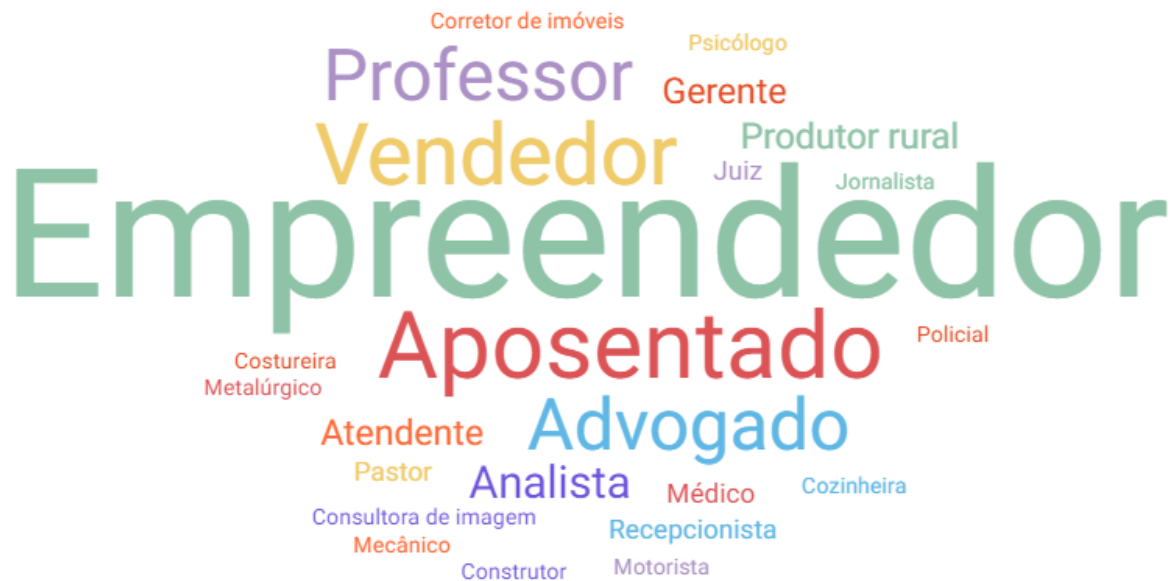 Corretor de imóveis
Psicólogo
Professor
Gerente
Vendedor
Produtor rural
Juiz
Jornalista
Empreendedor
Aposentado
Policial
Costureira
Metalúrgico
Atendente
Advogado
Pastor
Analista
Médico
Cozinheira
Consultora de imagem
Recepcionista
Mecânico
Construtor
Motorista